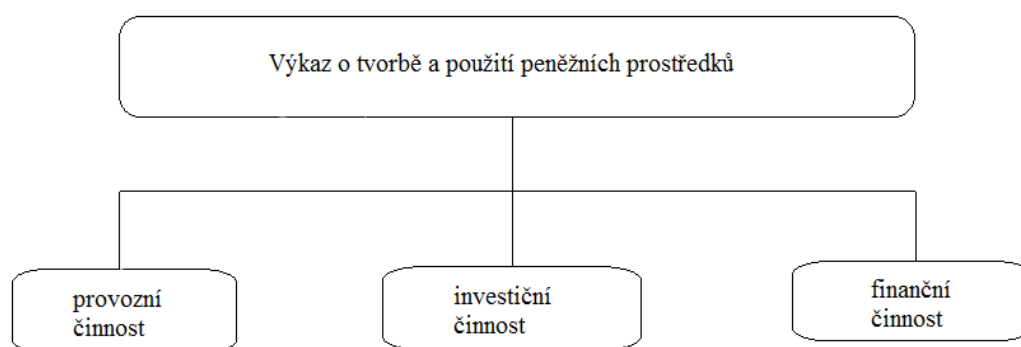 Výkaz o tvorbě a použití peněžních prostředků
provozní
činnost
investiční
činnost
finanční
činnost